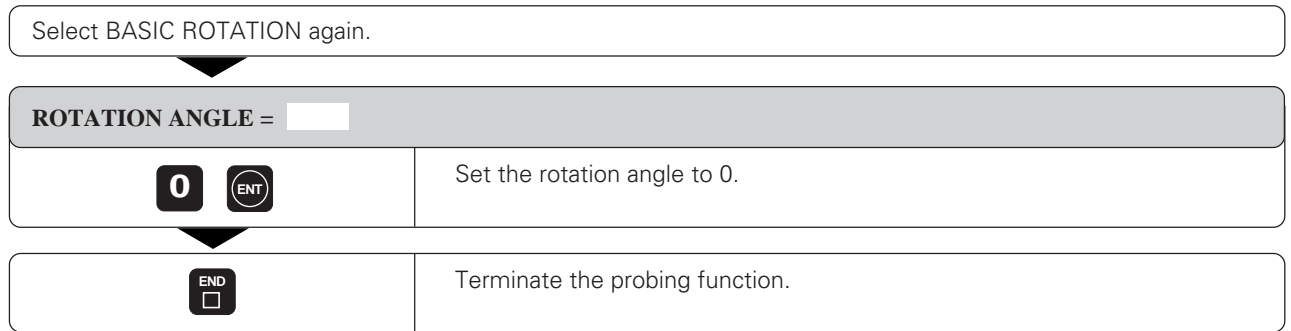 Select BASIC ROTATION again.
ROTATION ANGLE =
0 ENT Set the rotation angle to 0.
END Terminate the probing function.